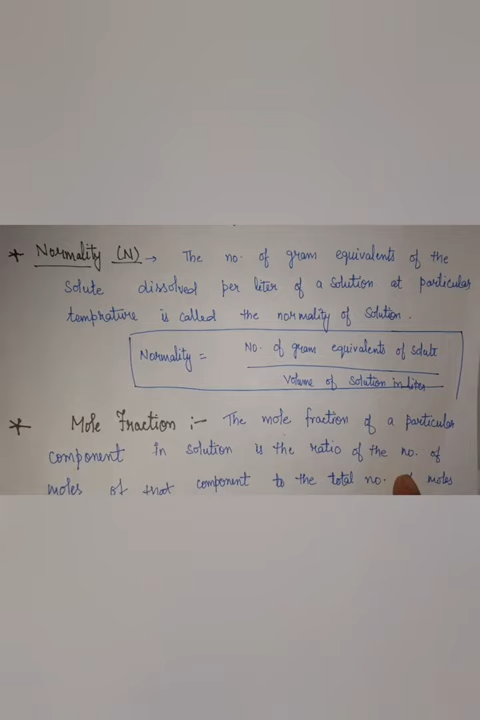 * Normality (N) → The no. of gram equivalents of the
solute dissolved per liter of a solution at particular
temprature is called the normality of solution.
Normality = No. of gram equivalents of solute
Volume of solution in liter
* Mole Fraction :- The mole fraction of a particular
component in solution is the ratio of the no. of
moles of that component to the total no. moles